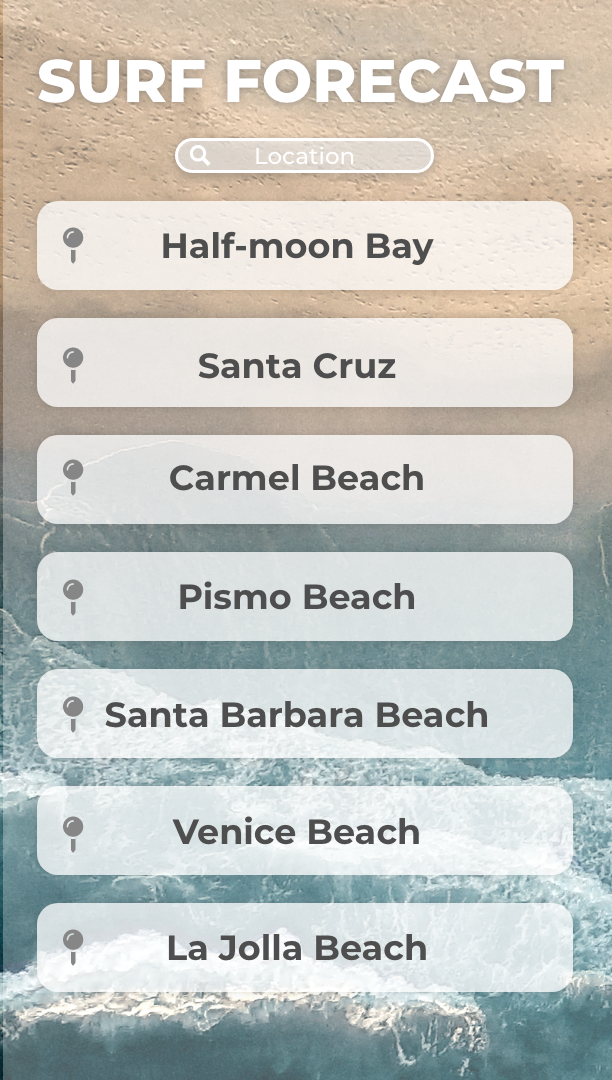 SURF FORECAST
Location
Half-moon Bay
Santa Cruz
Carmel Beach
Pismo Beach
Santa Barbara Beach
Venice Beach
La Jolla Beach